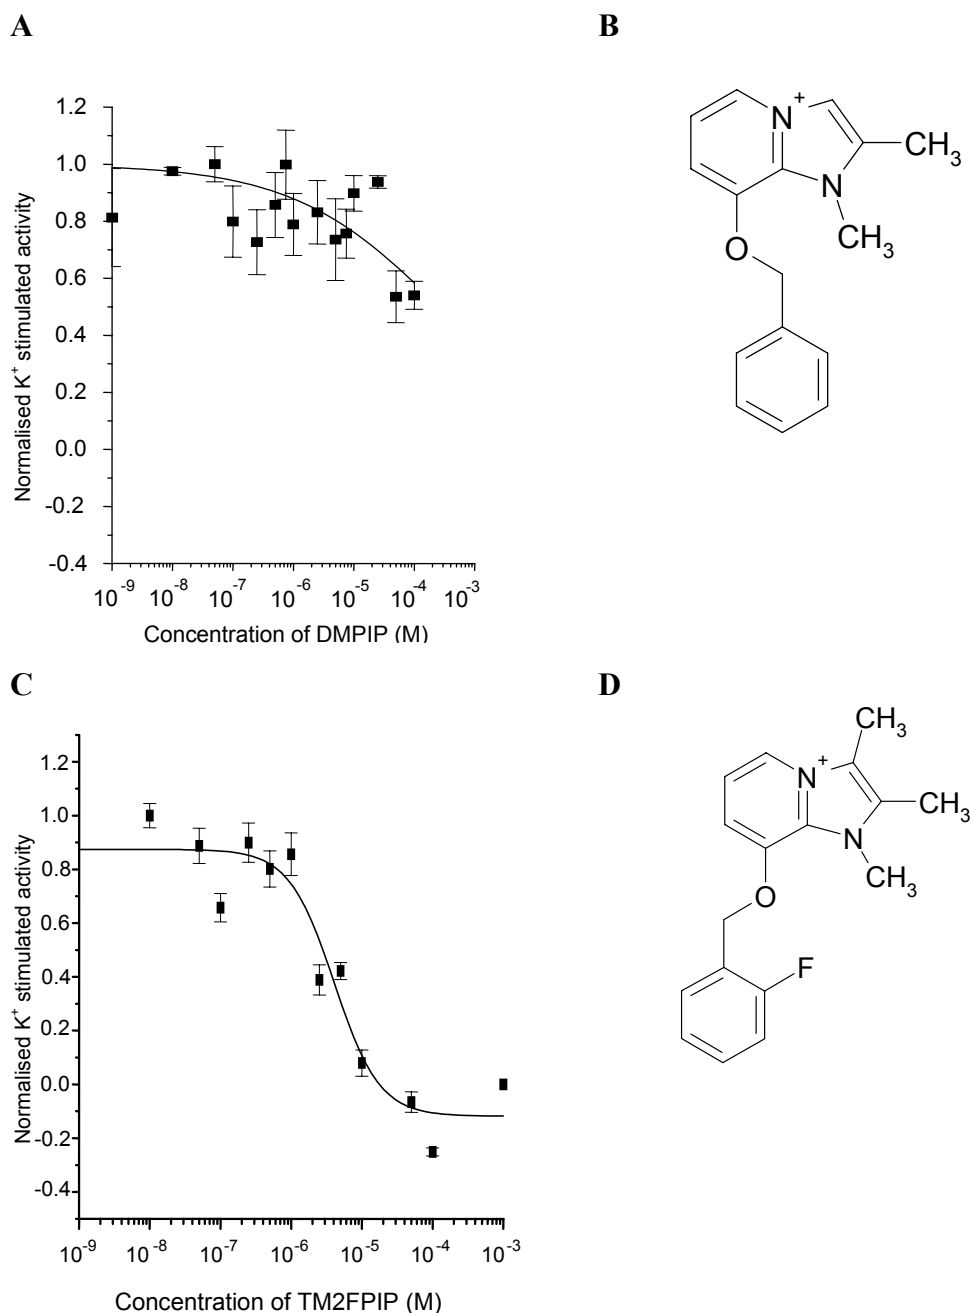 A
B
1.2
1.0
0.8
0.6
0.4
0.2
0.0
-0.2
-0.4
Normalised K⁺ stimulated activity
10⁻⁹ 10⁻⁸ 10⁻⁷ 10⁻⁶ 10⁻⁵ 10⁻⁴ 10⁻³
Concentration of DMPIP (M)
N⁺
CH₃
N
CH₃
O
C
D
1.2
1.0
0.8
0.6
0.4
0.2
0.0
-0.2
-0.4
Normalised K⁺ stimulated activity
10⁻⁹ 10⁻⁸ 10⁻⁷ 10⁻⁶ 10⁻⁵ 10⁻⁴ 10⁻³
Concentration of TM2FPIP (M)
CH₃
N⁺
CH₃
N
CH₃
O
F